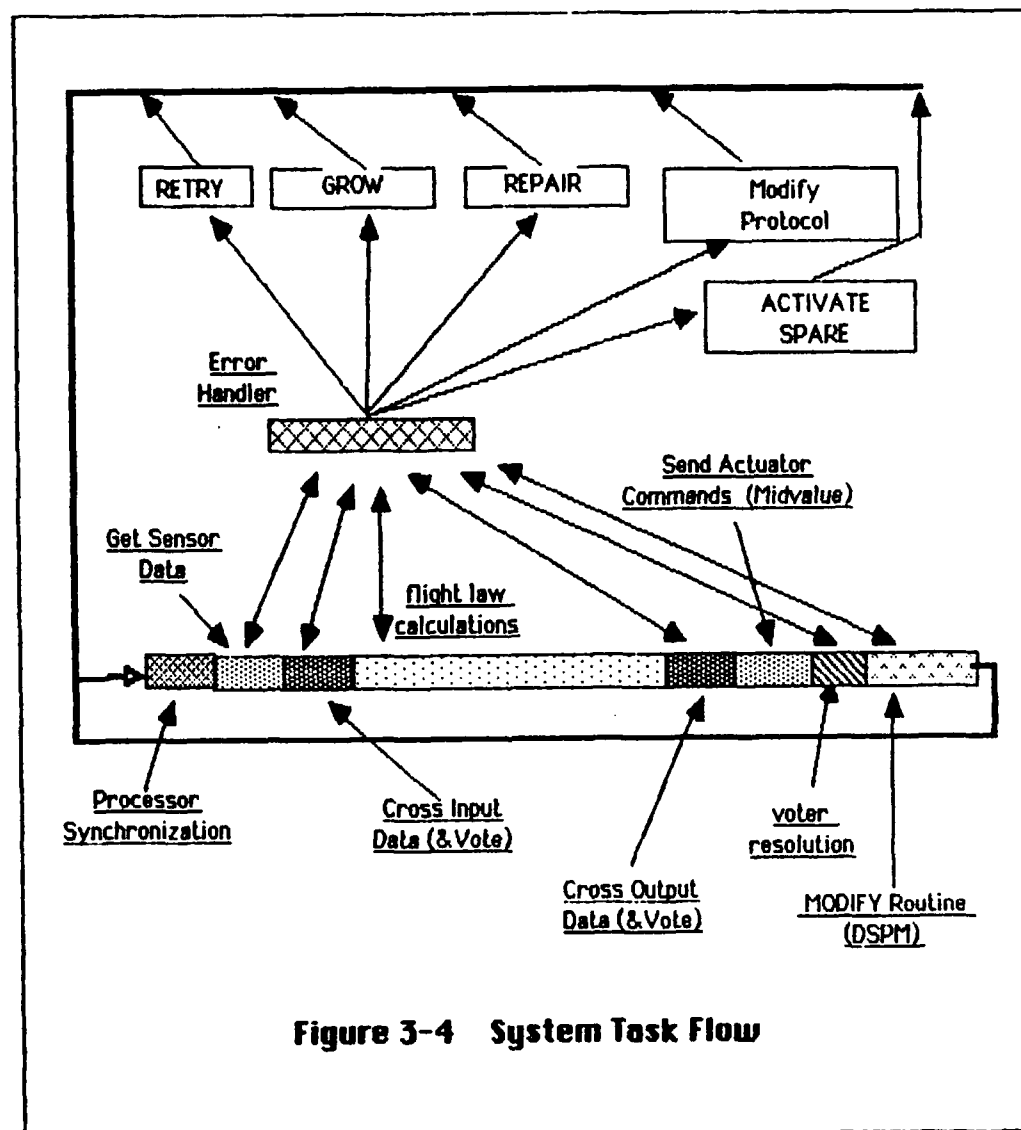 RETRY
GROW
REPAIR
Modify
Protocol
ACTIVATE
SPARE
Error
Handler
Send Actuator
Commands (Midvalue)
Get Sensor
Data
flight law
calculations
Processor
Synchronization
Cross Input
Data (&Vote)
voter
resolution
Cross Output
Data (&Vote)
MODIFY Routine
(DSPM)
Figure 3-4 System Task Flow